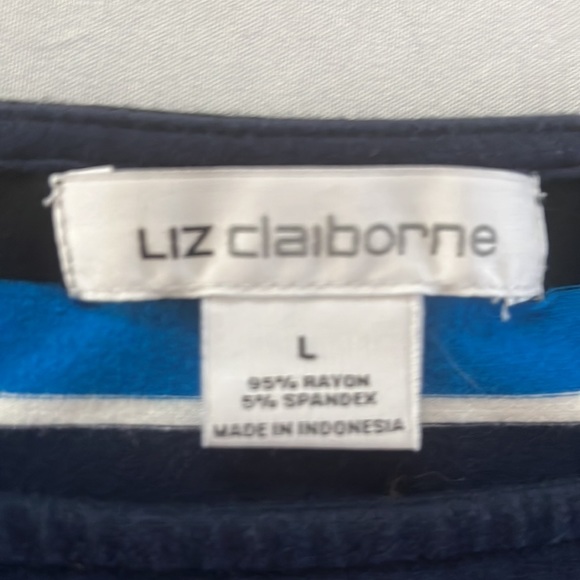 LIZ claiborne
L
95% RAYON
5% SPANDEX
MADE IN INDONESIA